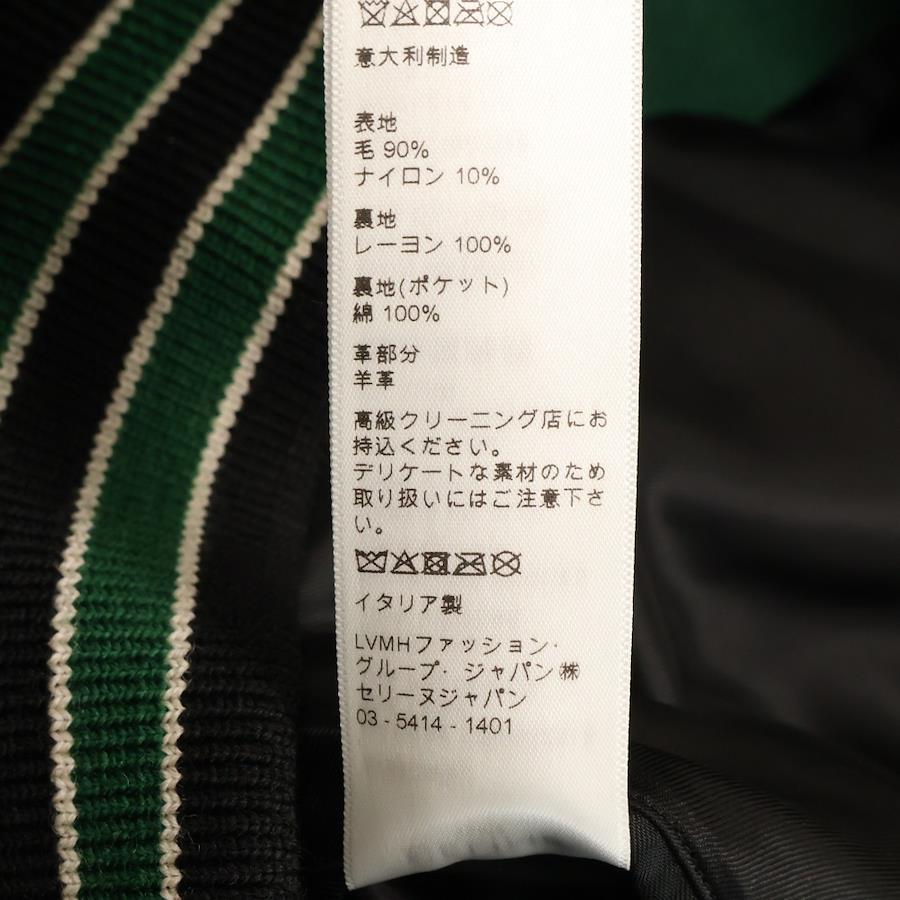 意大利制造
表地
毛 90%
ナイロン 10%
裏地
レーヨン 100%
裏地(ポケット)
綿 100%
革部分
羊革
高級クリーニング店にお
持込ください。
デリケートな素材のため
取り扱いにはご注意下さ
い。
イタリア製
LVMHファッション･
グループ･ジャパン㈱
セリーヌジャパン
03 - 5414 - 1401